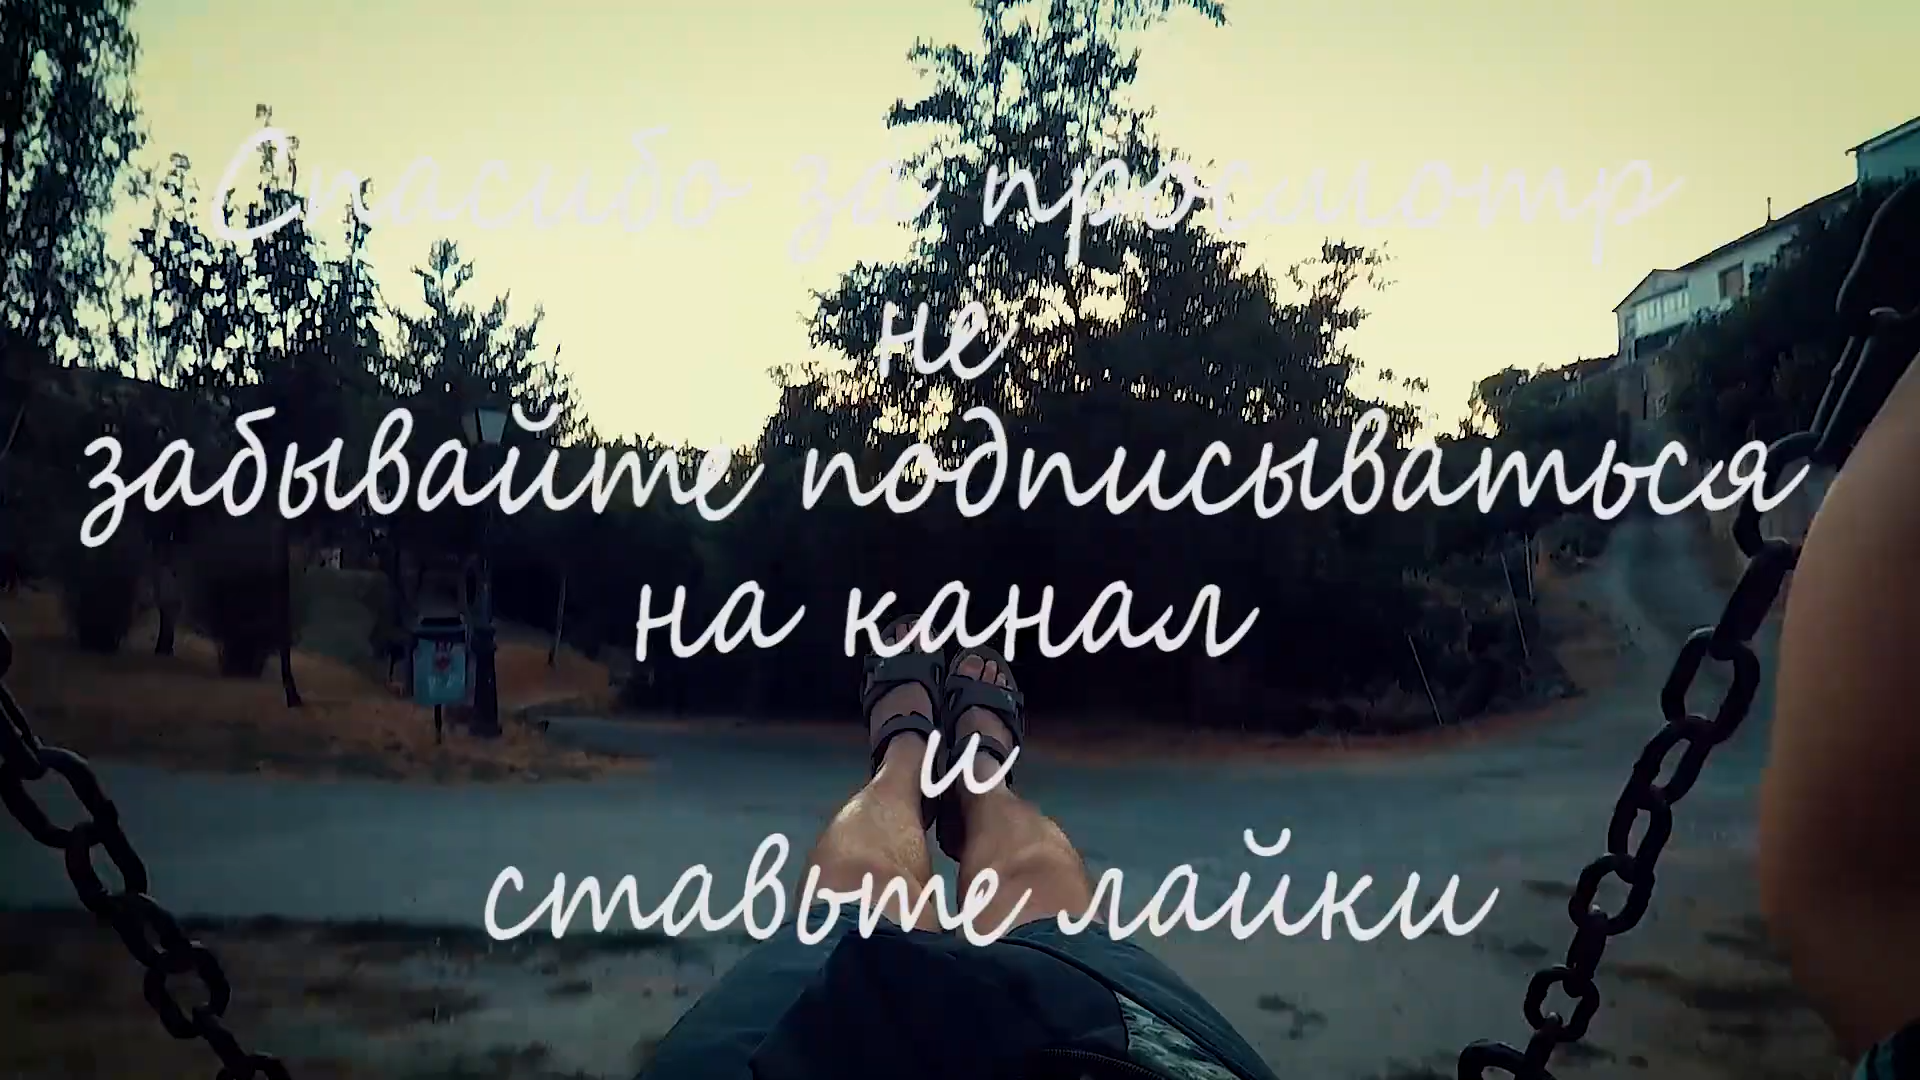 Спасибо за просмотр
не
забывайте подписываться
на канал
и
ставьте лайки